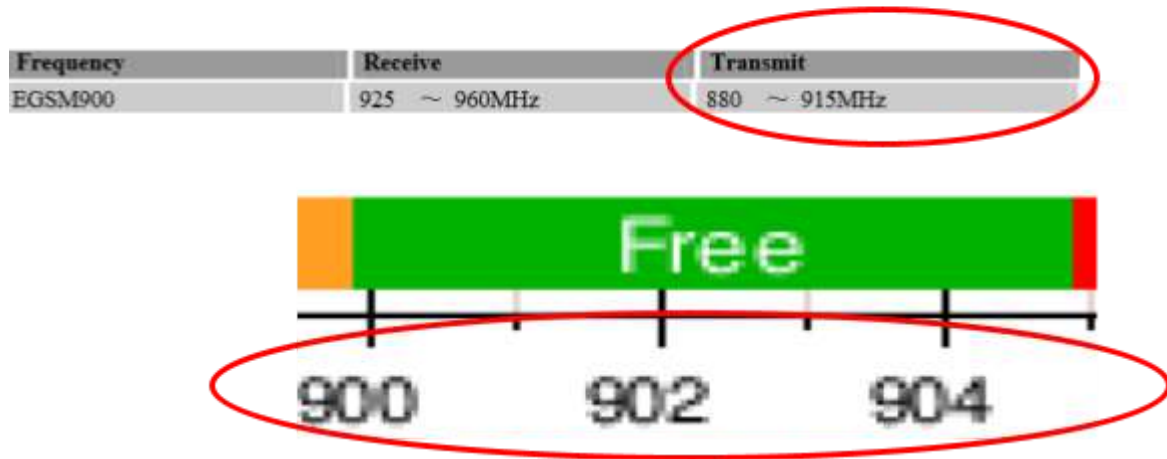 Frequency Receive Transmit
EGSM900 925 ～ 960MHz 880 ～ 915MHz
Free
900 902 904